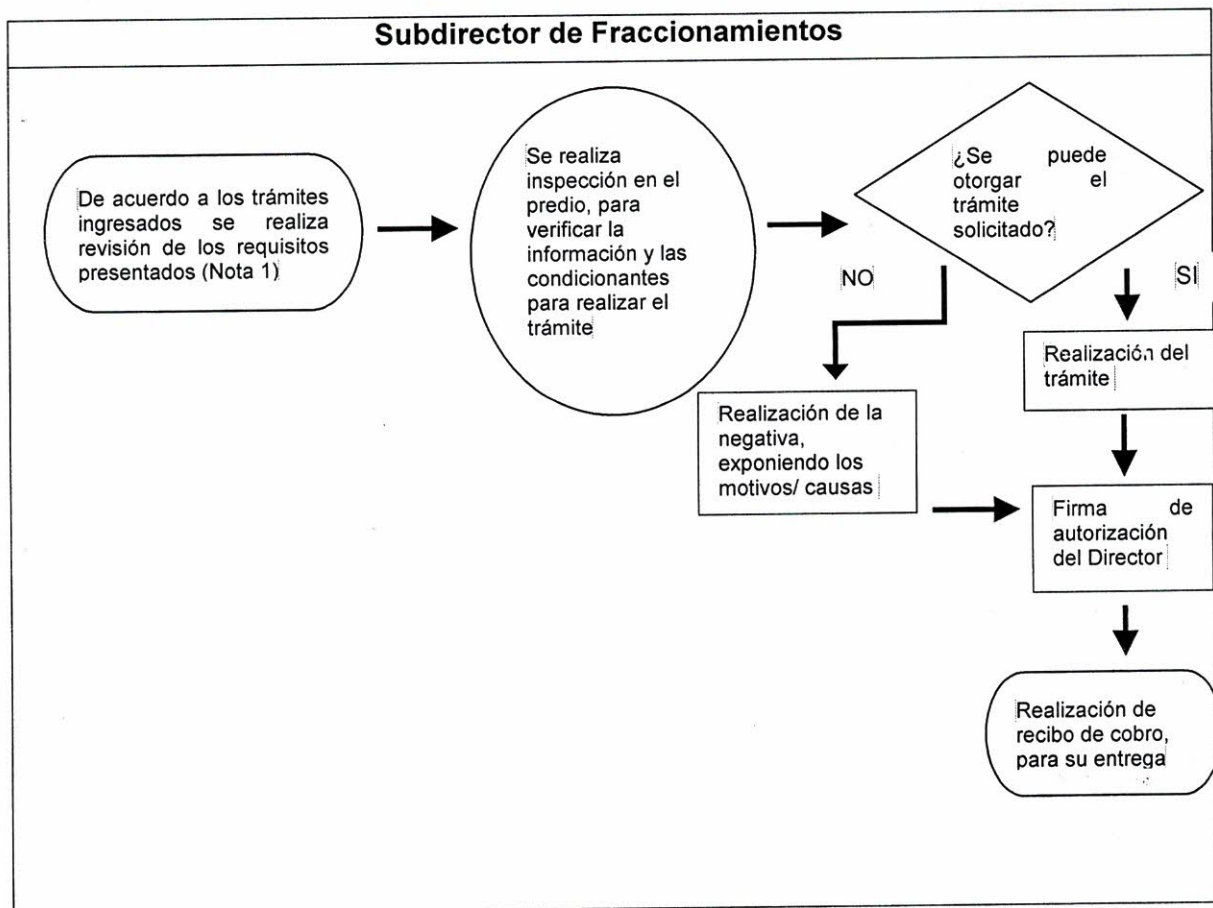 Subdirector de Fraccionamientos
De acuerdo a los trámites
ingresados se realiza
revisión de los requisitos
presentados (Nota 1)
Se realiza
inspección en el
predio, para
verificar la
información y las
condicionantes
para realizar el
trámite
¿Se puede
otorgar el
trámite
solicitado?
NO
SI
Realización de la
negativa,
exponiendo los
motivos/ causas
Realización del
trámite
Firma de
autorización
del Director
Realización de
recibo de cobro,
para su entrega